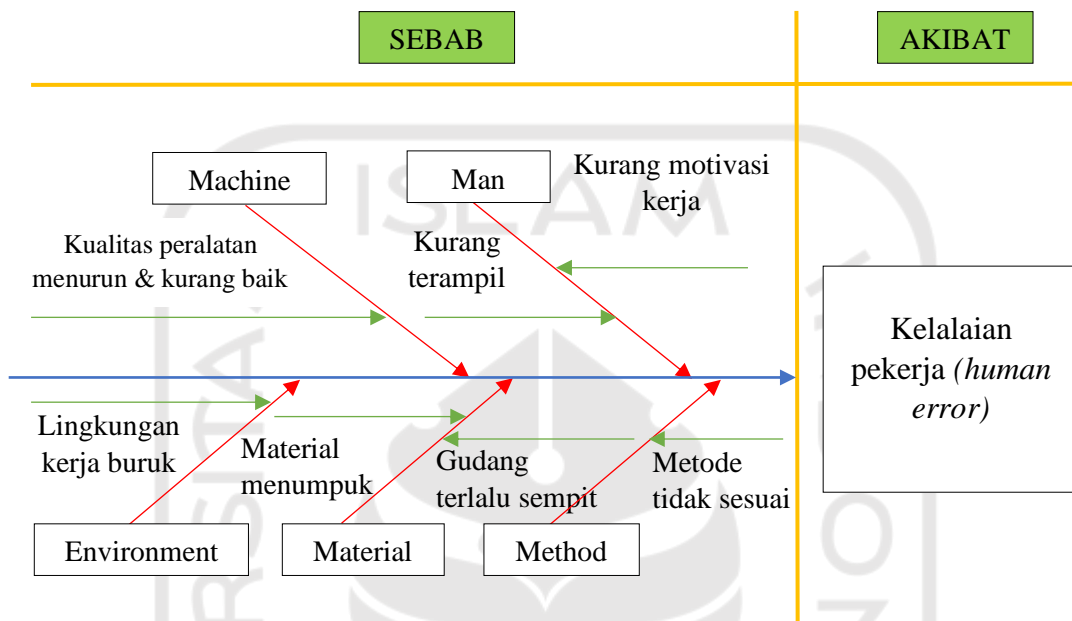 SEBAB
AKIBAT
Machine
Man
Kurang motivasi
kerja
Kualitas peralatan
menurun & kurang baik
Kurang
terampil
Kelalaian
pekerja (human
error)
Lingkungan
kerja buruk
Material
menumpuk
Gudang
terlalu sempit
Metode
tidak sesuai
Environment
Material
Method
ISLAM